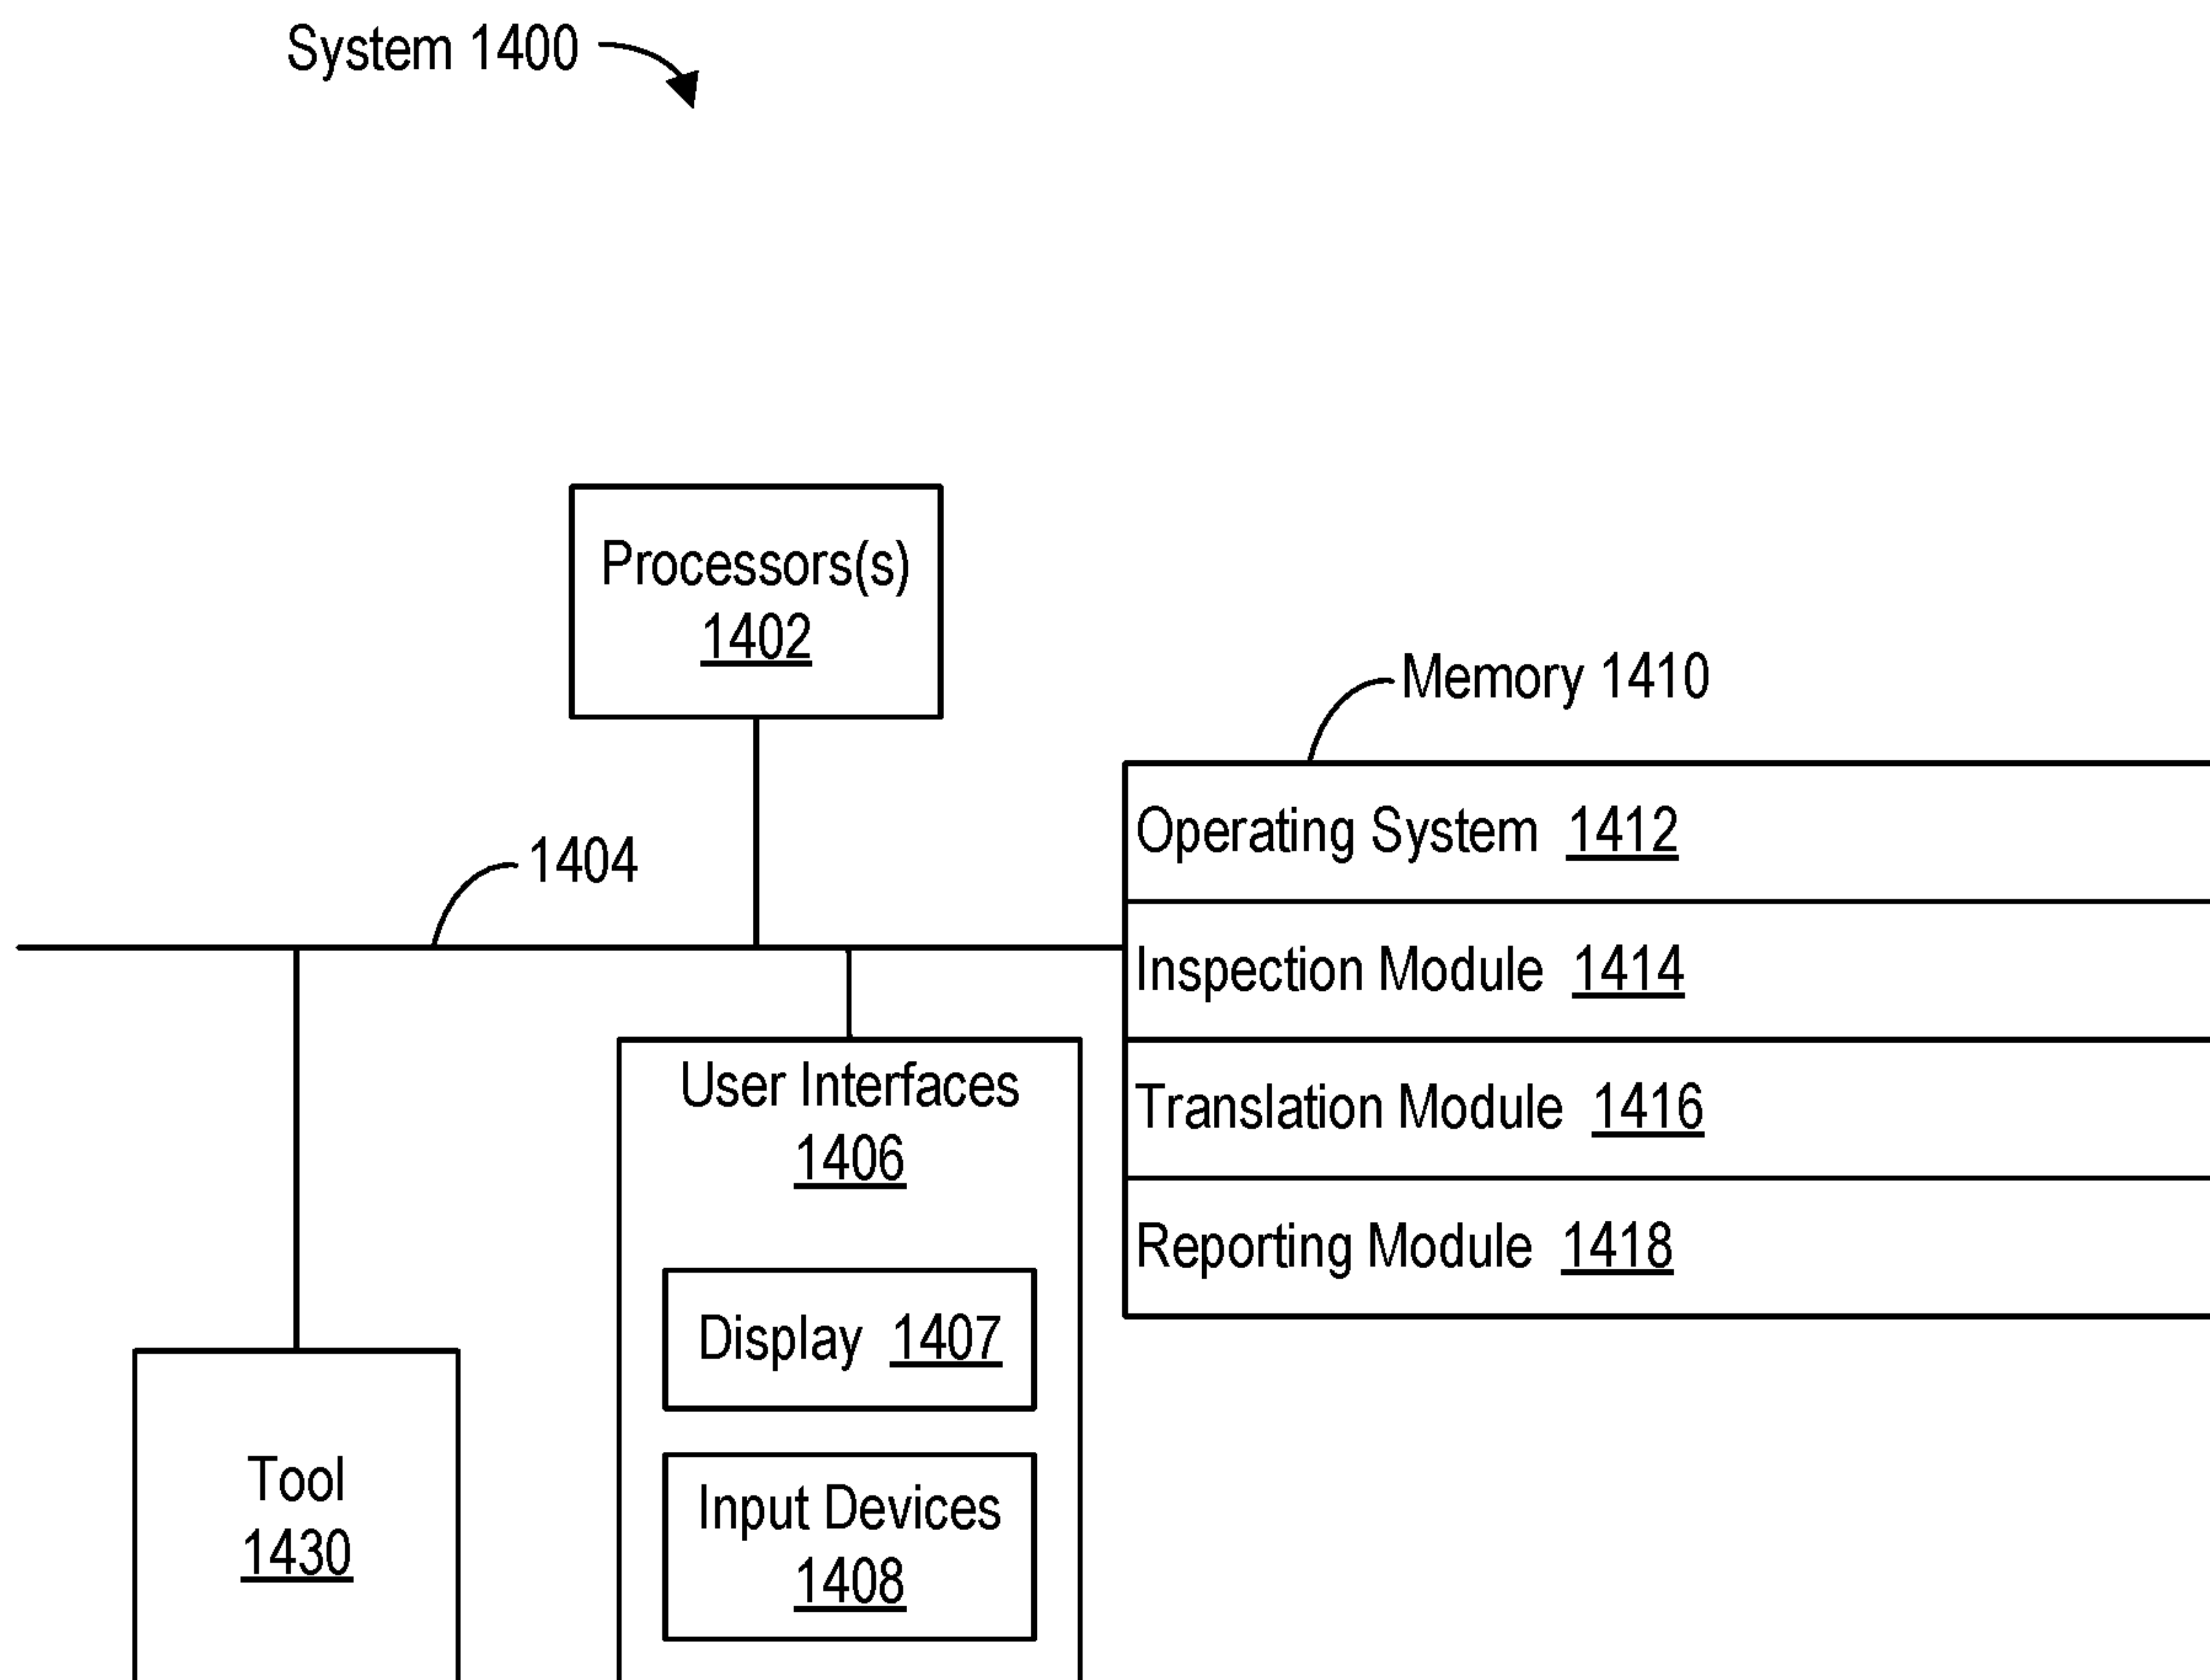 System 1400
Processors(s)
1402
Memory 1410
1404
Operating System 1412
Inspection Module 1414
Translation Module 1416
Reporting Module 1418
User Interfaces
1406
Display 1407
Input Devices
1408
Tool
1430